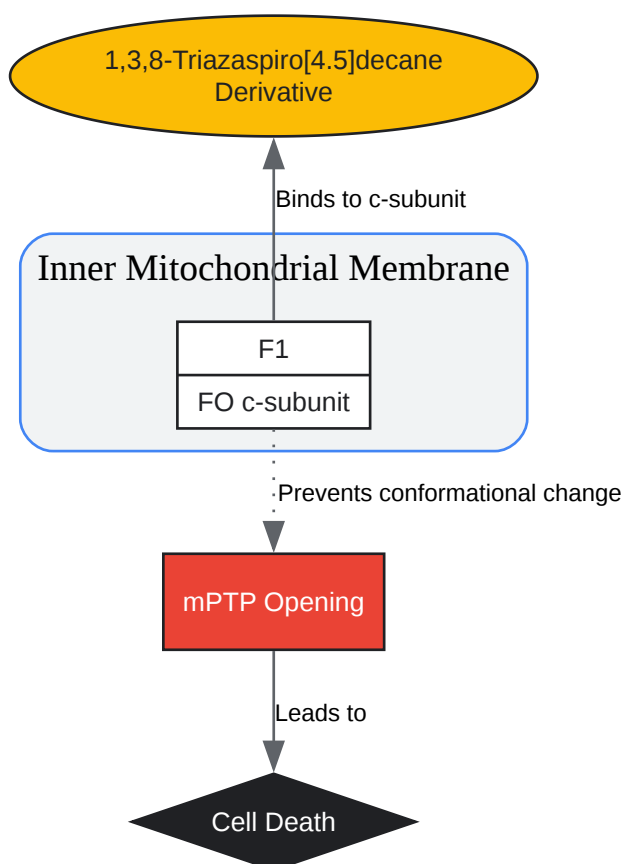 1,3,8-Triazaspiro[4.5]decane
Derivative
Binds to c-subunit
Inner Mitochondrial Membrane
F1
FO c-subunit
Prevents conformational change
mPTP Opening
Leads to
Cell Death